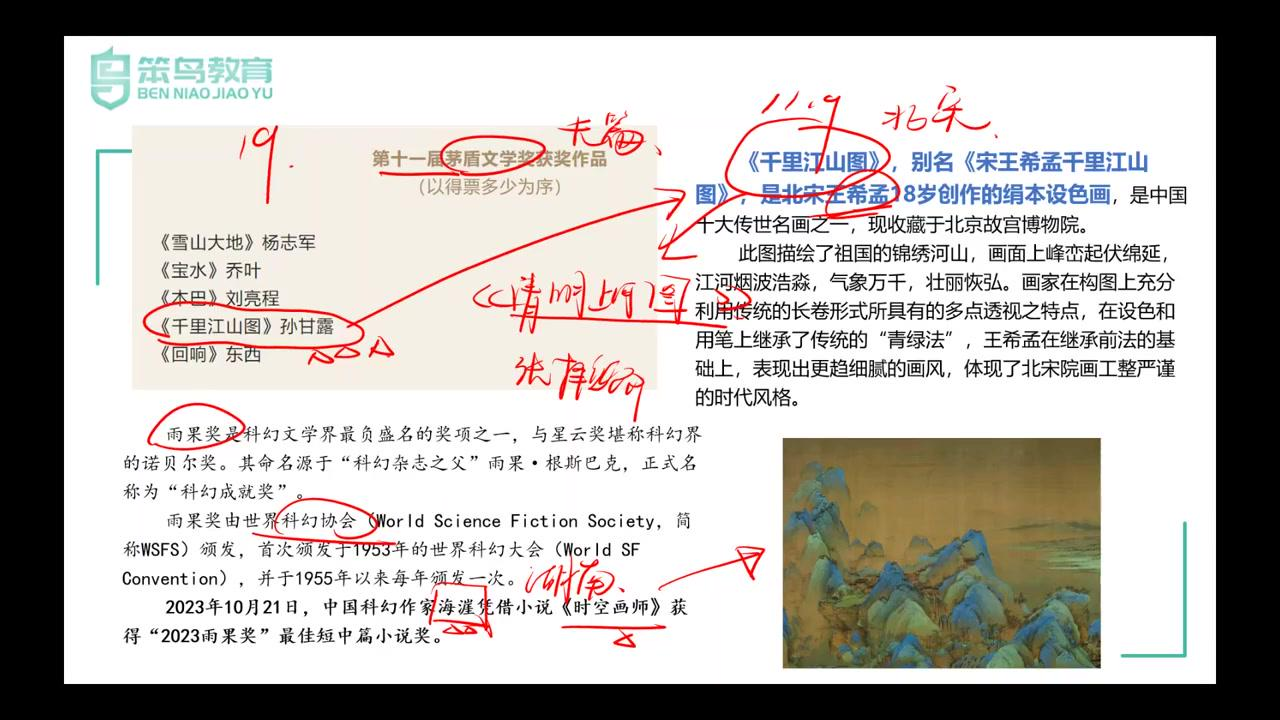 笨鸟教育
BEN NIAO JIAO YU
19.
第十一届茅盾文学奖获奖作品
(以得票多少为序)
长篇、
《雪山大地》杨志军
《宝水》乔叶
《本巴》刘亮程
《千里江山图》孙甘露
《回响》东西
《清明上河图》
张择端
雨果奖是科幻文学界最负盛名的奖项之一，与星云奖堪称科幻界
的诺贝尔奖。其命名源于“科幻杂志之父”雨果·根斯巴克，正式名
称为“科幻成就奖”。
雨果奖由世界科幻协会（World Science Fiction Society，简
称WSFS）颁发，首次颁发于1953年的世界科幻大会（World SF
Convention），并于1955年以来每年颁发一次。
湖南、
2023年10月21日，中国科幻作家海漄凭借小说《时空画师》获
得“2023雨果奖”最佳短中篇小说奖。
11.9
北宋、
《千里江山图》，别名《宋王希孟千里江山
图》，是北宋王希孟18岁创作的绢本设色画，是中国
十大传世名画之一，现收藏于北京故宫博物院。
此图描绘了祖国的锦绣河山，画面上峰峦起伏绵延，
江河烟波浩淼，气象万千，壮丽恢弘。画家在构图上充分
利用传统的长卷形式所具有的多点透视之特点，在设色和
用笔上继承了传统的“青绿法”，王希孟在继承前法的基
础上，表现出更趋细腻的画风，体现了北宋院画工整严谨
的时代风格。